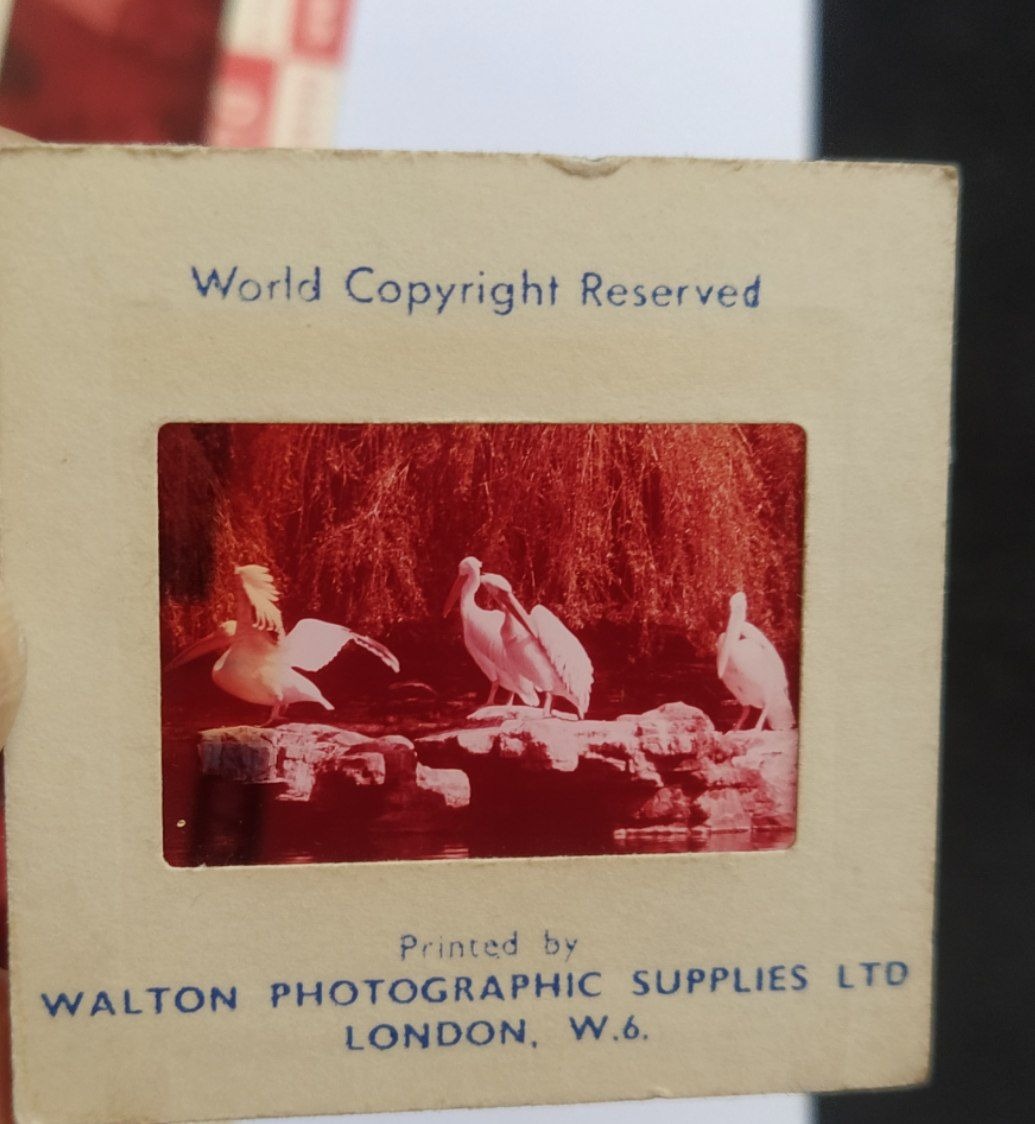 World Copyright Reserved
Printed by
WALTON PHOTOGRAPHIC SUPPLIES LTD
LONDON, W.6.